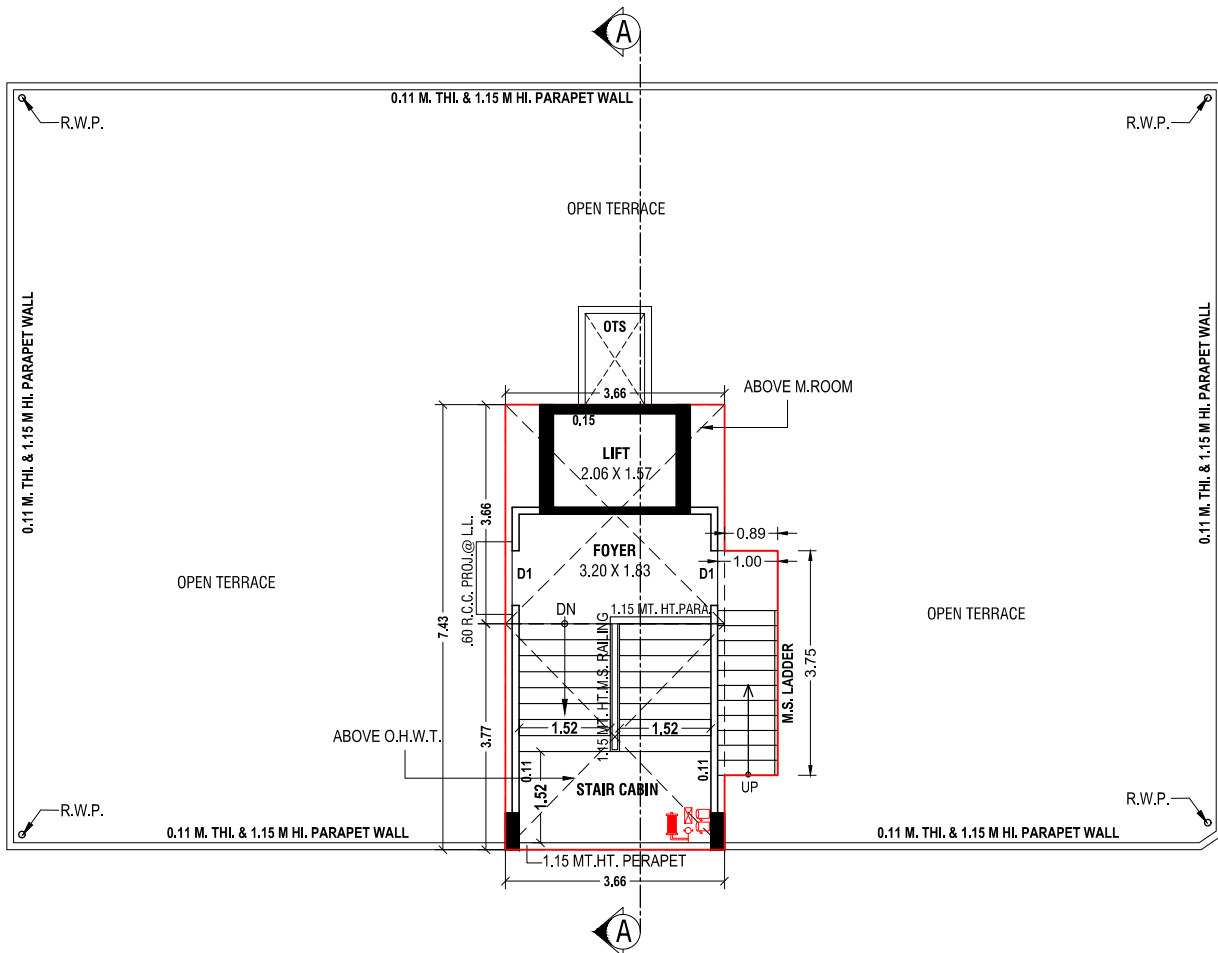 A
0.11 M. THI. & 1.15 M HI. PARAPET WALL
R.W.P.
R.W.P.
OPEN TERRACE
0.11 M. THI. & 1.15 M HI. PARAPET WALL
0.11 M. THI. & 1.15 M HI. PARAPET WALL
OTS
3.66
ABOVE M.ROOM
0.15
LIFT
2.06 X 1.57
3.66
0.89
FOYER
3.20 X 1.83
1.00
D1
D1
.60 R.C.C. PROJ.@ L.L.
OPEN TERRACE
7.43
DN
1.15 MT. HT.PARA.
OPEN TERRACE
1.15 MT. HT.M.S. RAILING
M.S. LADDER
3.75
1.52
1.52
3.77
ABOVE O.H.W.T.
0.11
0.11
1.52
STAIR CABIN
UP
R.W.P.
R.W.P.
0.11 M. THI. & 1.15 M HI. PARAPET WALL
0.11 M. THI. & 1.15 M HI. PARAPET WALL
1.15 MT.HT. PERAPET
3.66
A